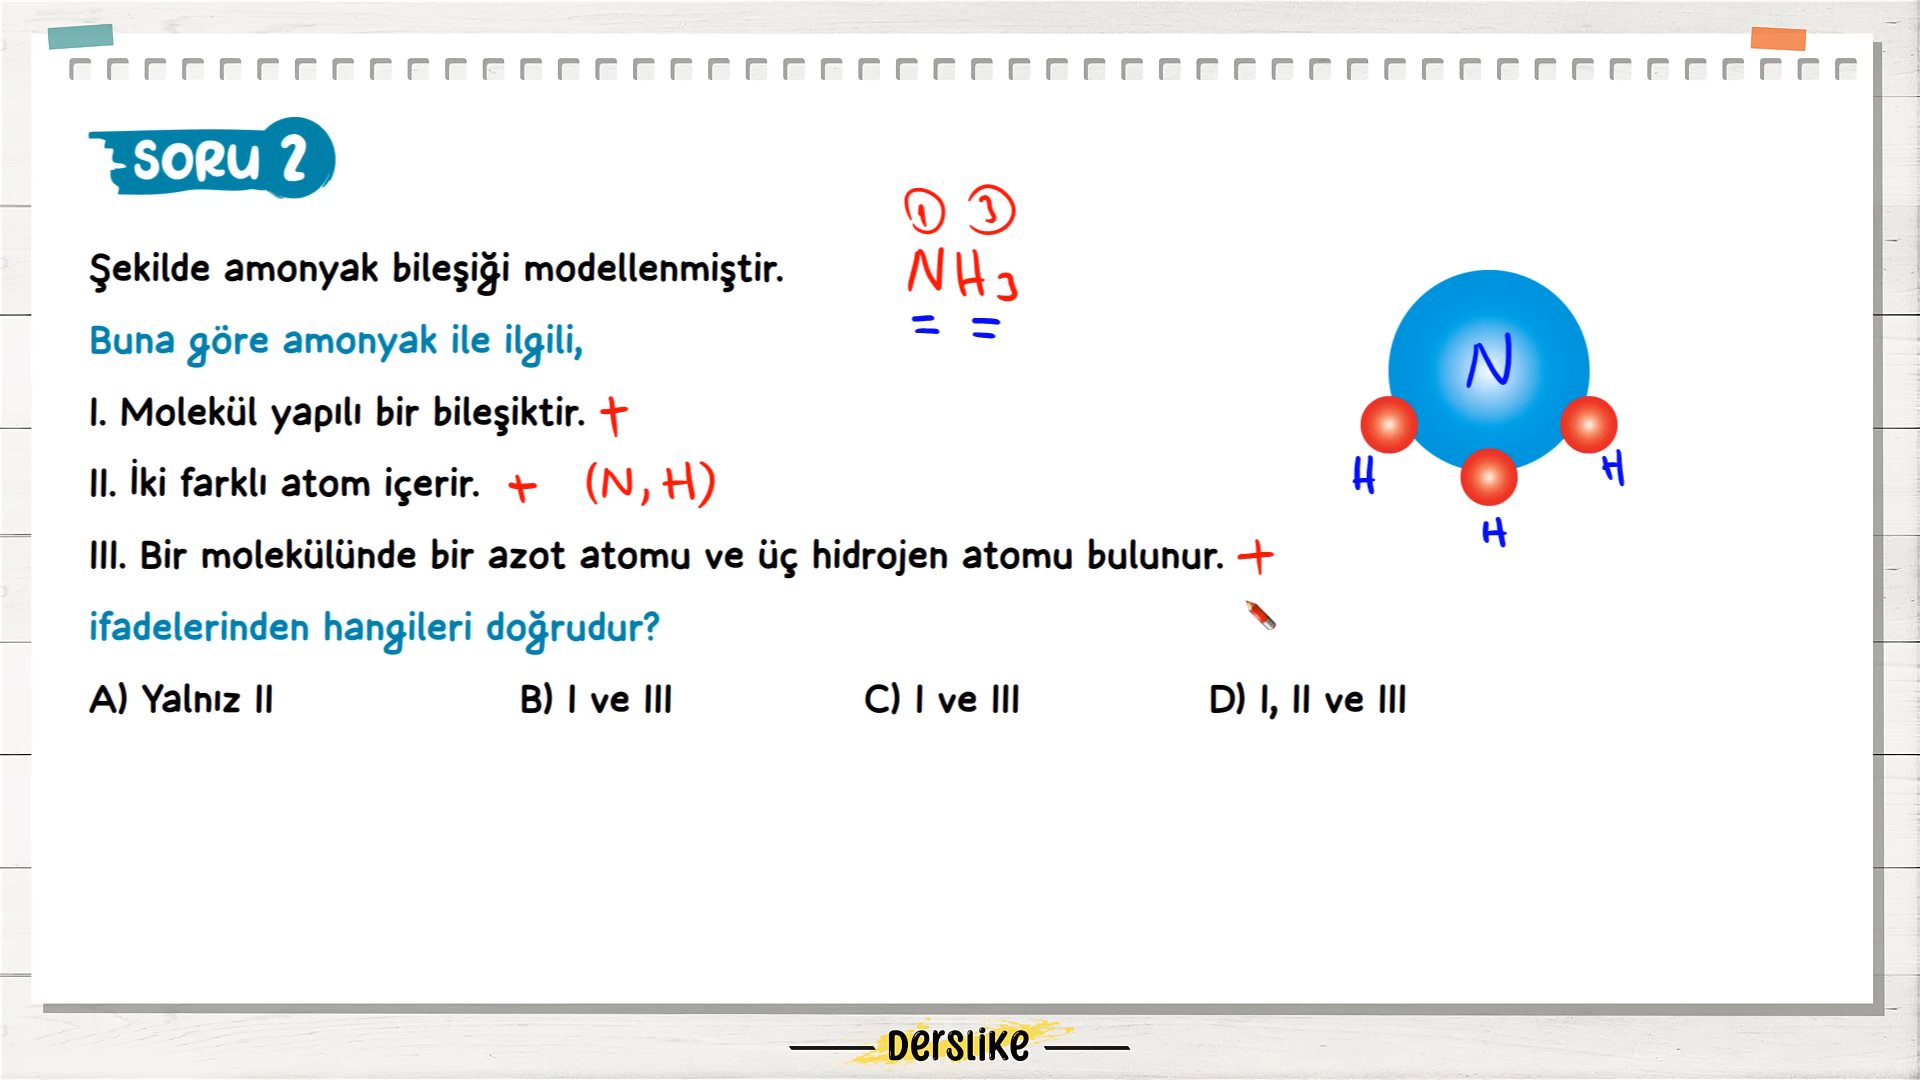 SORU 2
① ③
Şekilde amonyak bileşiği modellenmiştir. NH3
= =
Buna göre amonyak ile ilgili,
N
I. Molekül yapılı bir bileşiktir. +
H H
II. İki farklı atom içerir. + (N, H)
H
III. Bir molekülünde bir azot atomu ve üç hidrojen atomu bulunur. +
ifadelerinden hangileri doğrudur?
A) Yalnız II B) I ve III C) I ve III D) I, II ve III
DERSLİKE